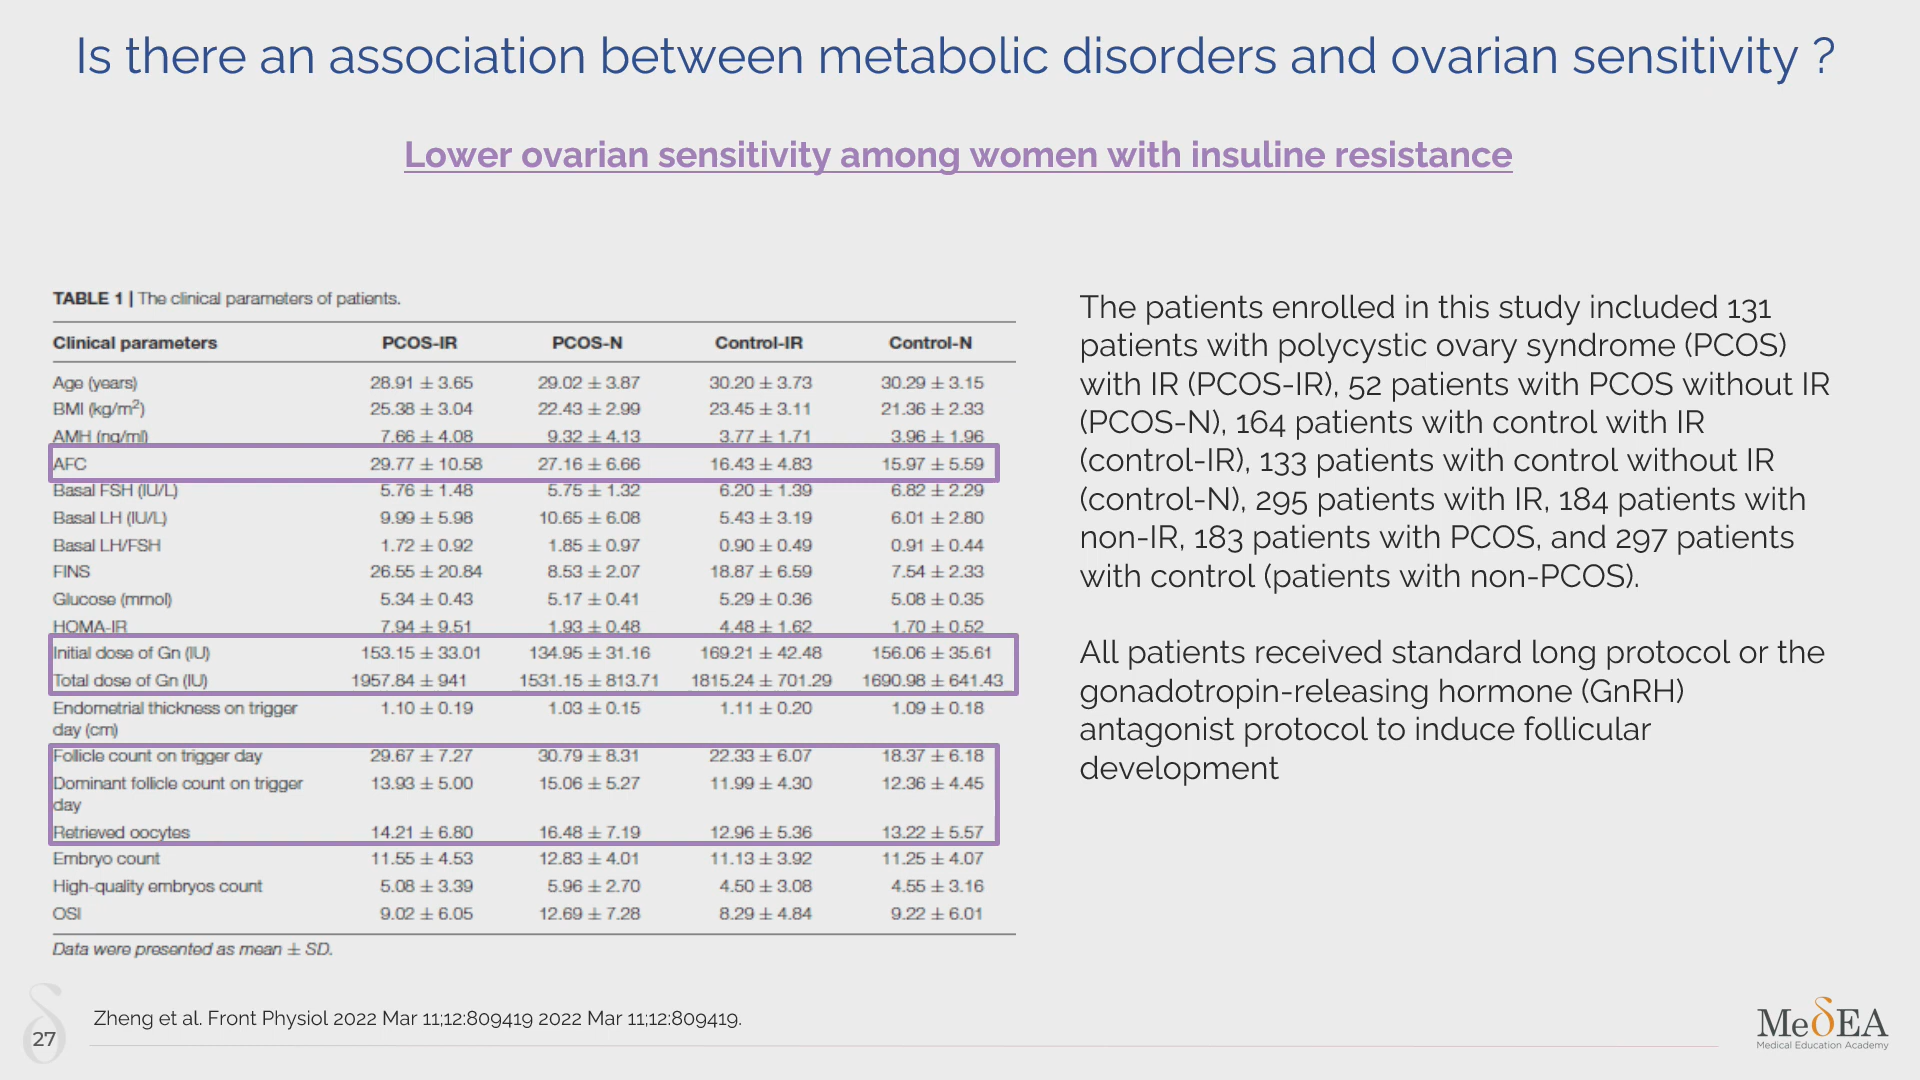 Is there an association between metabolic disorders and ovarian sensitivity ?
Lower ovarian sensitivity among women with insuline resistance
TABLE 1 | The clinical parameters of patients.
Clinical parameters PCOS-IR PCOS-N Control-IR Control-N
Age (years) 28.91 ± 3.65 29.02 ± 3.87 30.20 ± 3.73 30.29 ± 3.15
BMI (kg/m²) 25.38 ± 3.04 22.43 ± 2.99 23.45 ± 3.11 21.36 ± 2.33
AMH (ng/ml) 7.66 ± 4.08 9.32 ± 4.13 3.77 ± 1.71 3.96 ± 1.96
AFC 29.77 ± 10.58 27.16 ± 6.66 16.43 ± 4.83 15.97 ± 5.59
Basal FSH (IU/L) 5.76 ± 1.48 5.75 ± 1.32 6.20 ± 1.39 6.82 ± 2.29
Basal LH (IU/L) 9.99 ± 5.98 10.65 ± 6.08 5.43 ± 3.19 6.01 ± 2.80
Basal LH/FSH 1.72 ± 0.92 1.85 ± 0.97 0.90 ± 0.49 0.91 ± 0.44
FINS 26.55 ± 20.84 8.53 ± 2.07 18.87 ± 6.59 7.54 ± 2.33
Glucose (mmol) 5.34 ± 0.43 5.17 ± 0.41 5.29 ± 0.36 5.08 ± 0.35
HOMA-IR 7.94 ± 9.51 1.93 ± 0.48 4.48 ± 1.62 1.70 ± 0.52
Initial dose of Gn (IU) 153.15 ± 33.01 134.95 ± 31.16 169.21 ± 42.48 156.06 ± 35.61
Total dose of Gn (IU) 1957.84 ± 941 1531.15 ± 813.71 1815.24 ± 701.29 1690.98 ± 641.43
Endometrial thickness on trigger 1.10 ± 0.19 1.03 ± 0.15 1.11 ± 0.20 1.09 ± 0.18
day (cm)
Follicle count on trigger day 29.67 ± 7.27 30.79 ± 8.31 22.33 ± 6.07 18.37 ± 6.18
Dominant follicle count on trigger 13.93 ± 5.00 15.06 ± 5.27 11.99 ± 4.30 12.36 ± 4.45
day
Retrieved oocytes 14.21 ± 6.80 16.48 ± 7.19 12.96 ± 5.36 13.22 ± 5.57
Embryo count 11.55 ± 4.53 12.83 ± 4.01 11.13 ± 3.92 11.25 ± 4.07
High-quality embryos count 5.08 ± 3.39 5.96 ± 2.70 4.50 ± 3.08 4.55 ± 3.16
OSI 9.02 ± 6.05 12.69 ± 7.28 8.29 ± 4.84 9.22 ± 6.01
Data were presented as mean ± SD.
The patients enrolled in this study included 131
patients with polycystic ovary syndrome (PCOS)
with IR (PCOS-IR), 52 patients with PCOS without IR
(PCOS-N), 164 patients with control with IR
(control-IR), 133 patients with control without IR
(control-N), 295 patients with IR, 184 patients with
non-IR, 183 patients with PCOS, and 297 patients
with control (patients with non-PCOS).
All patients received standard long protocol or the
gonadotropin-releasing hormone (GnRH)
antagonist protocol to induce follicular
development
δ
27
Zheng et al. Front Physiol 2022 Mar 11;12:809419 2022 Mar 11;12:809419.
MeδEA
Medical Education Academy